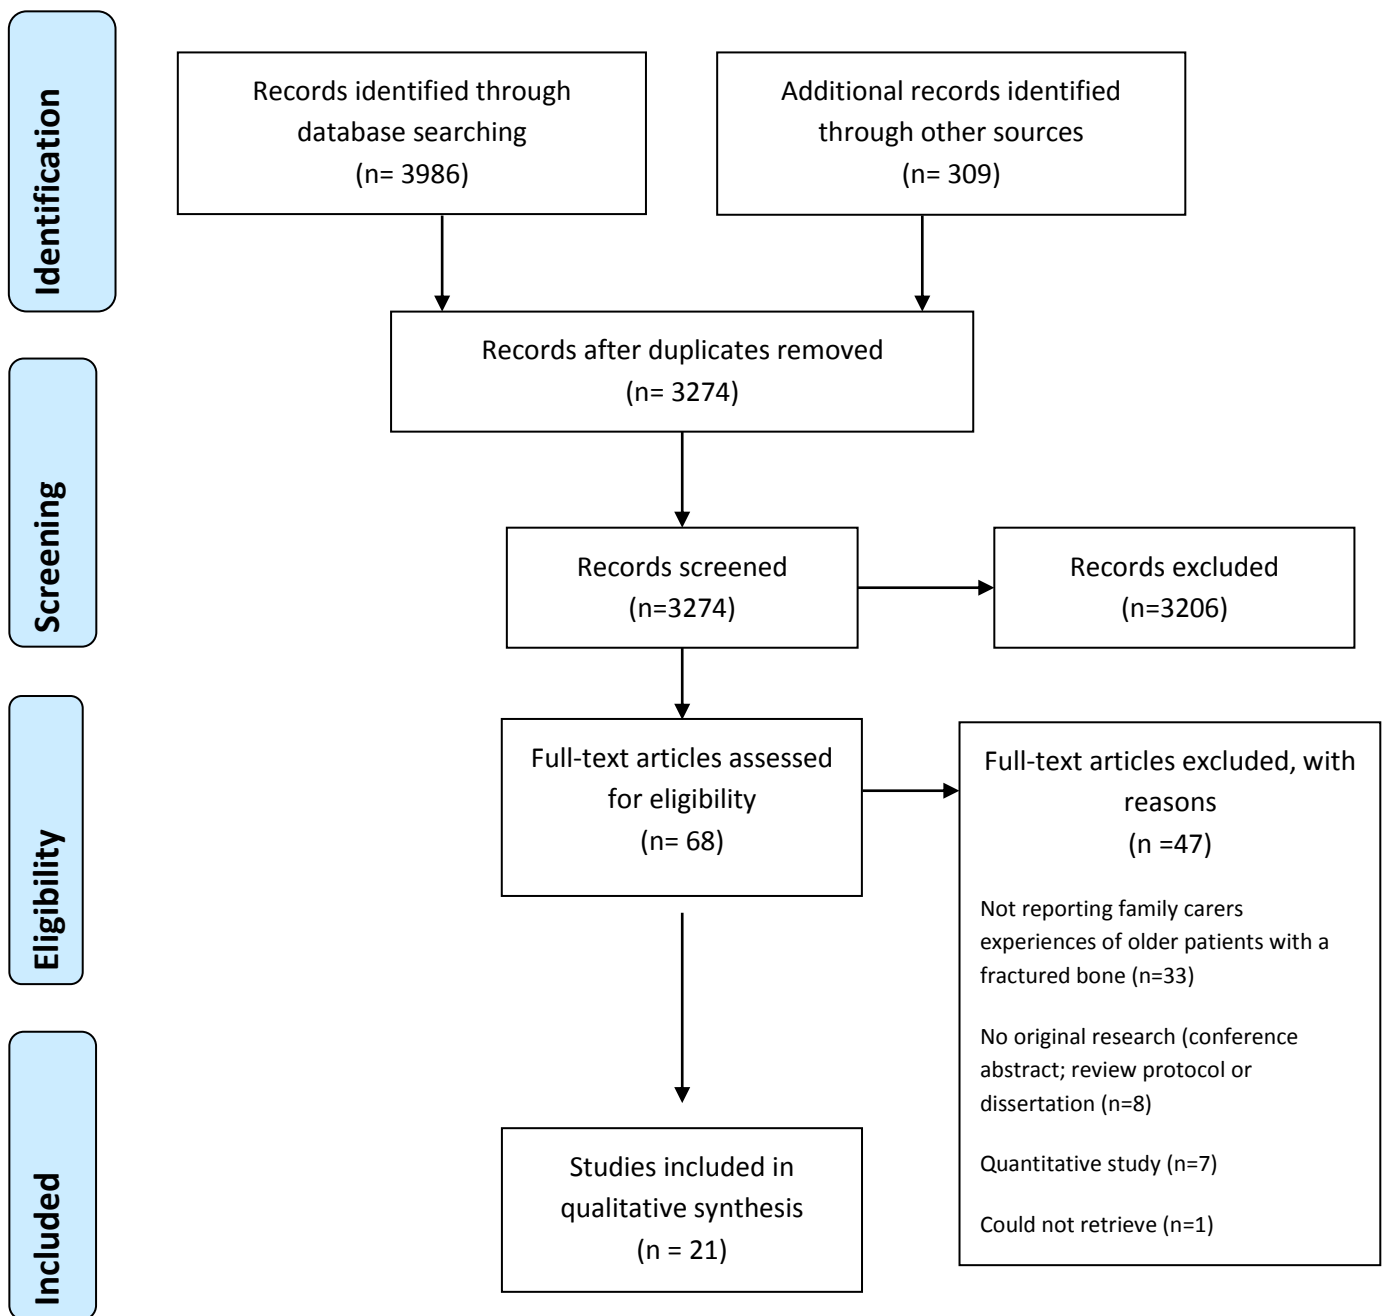 Identification
Records identified through
database searching
(n= 3986)
Additional records identified
through other sources
(n= 309)
Records after duplicates removed
(n= 3274)
Screening
Records screened
(n=3274)
Records excluded
(n=3206)
Eligibility
Full-text articles assessed
for eligibility
(n= 68)
Full-text articles excluded, with
reasons
(n =47)
Not reporting family carers
experiences of older patients with a
fractured bone (n=33)
No original research (conference
abstract; review protocol or
dissertation (n=8)
Quantitative study (n=7)
Could not retrieve (n=1)
Included
Studies included in
qualitative synthesis
(n = 21)